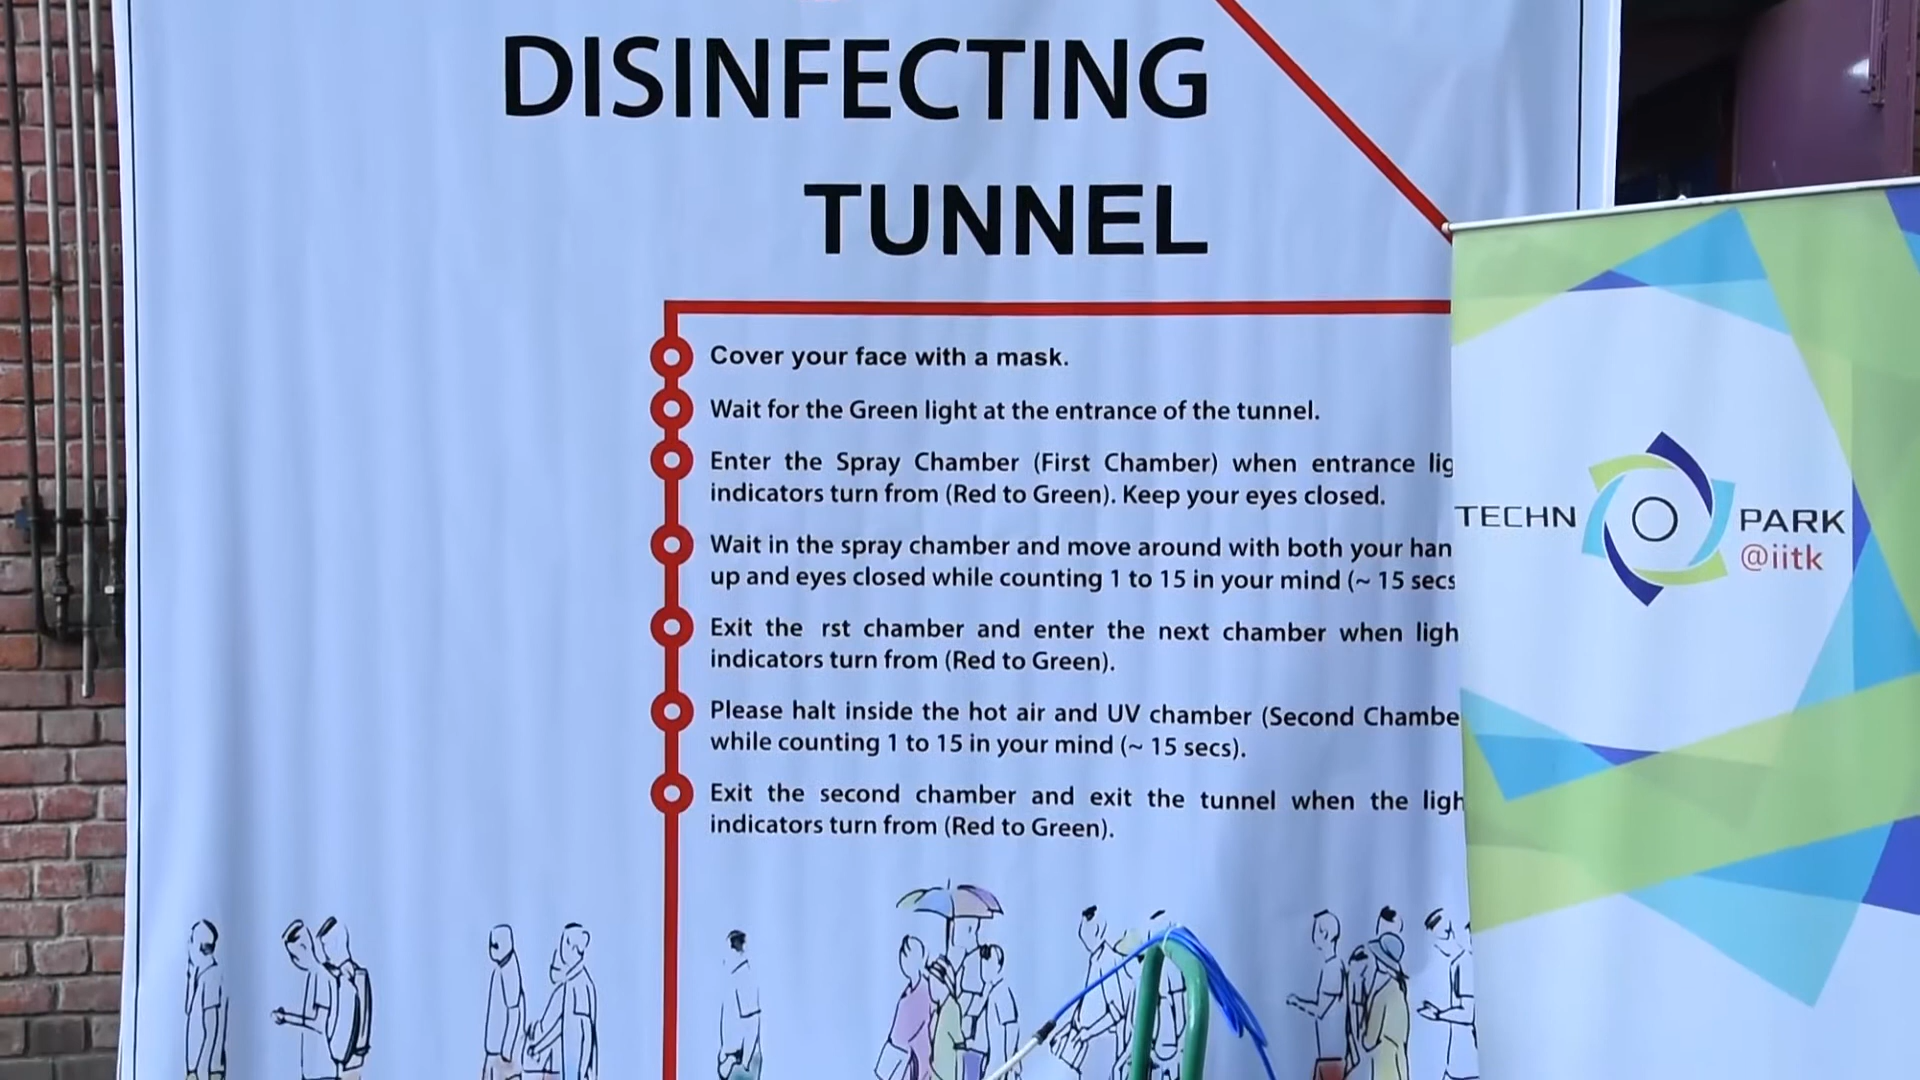 DISINFECTING
TUNNEL
Cover your face with a mask.
Wait for the Green light at the entrance of the tunnel.
Enter the Spray Chamber (First Chamber) when entrance lig
indicators turn from (Red to Green). Keep your eyes closed.
Wait in the spray chamber and move around with both your han
up and eyes closed while counting 1 to 15 in your mind (~ 15 secs
Exit the rst chamber and enter the next chamber when ligh
indicators turn from (Red to Green).
Please halt inside the hot air and UV chamber (Second Chambe
while counting 1 to 15 in your mind (~ 15 secs).
Exit the second chamber and exit the tunnel when the ligh
indicators turn from (Red to Green).
TECHN PARK
@iitk